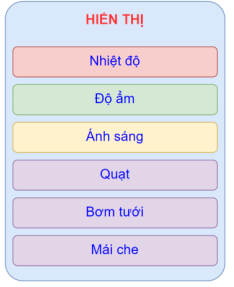 HIỂN THỊ
Nhiệt độ
Độ ẩm
Ánh sáng
Quạt
Bơm tưới
Mái che